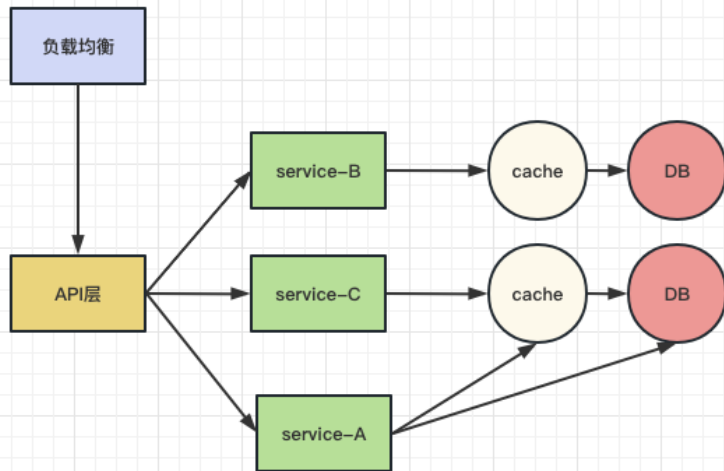 负载均衡
service-B
cache
DB
API层
service-C
cache
DB
service-A